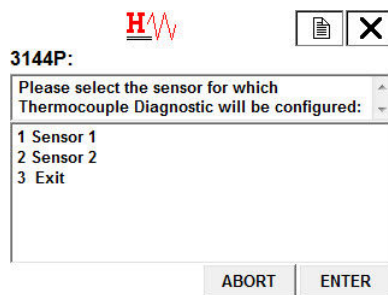 H
3144P:
Please select the sensor for which
Thermocouple Diagnostic will be configured:
1 Sensor 1
2 Sensor 2
3 Exit
ABORT ENTER